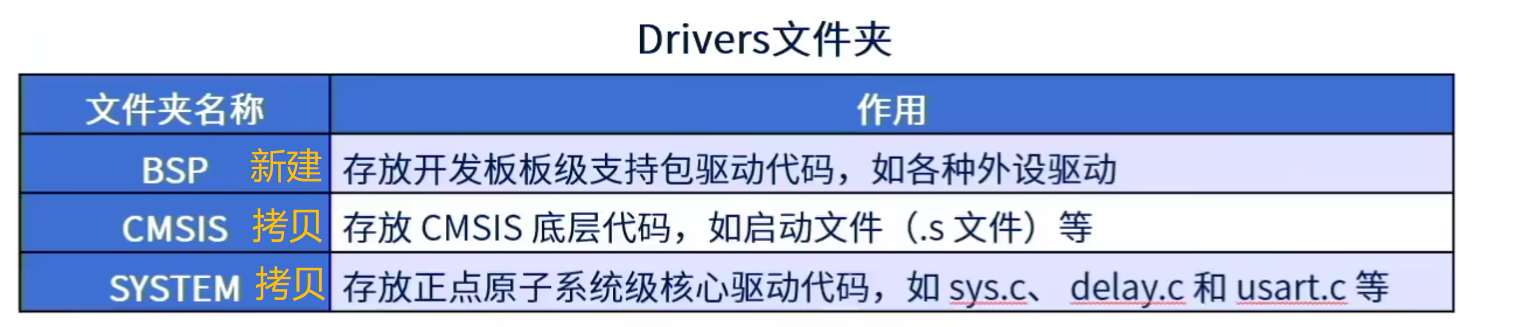 Drivers文件夹
文件夹名称 作用
BSP 新建 存放开发板板级支持包驱动代码，如各种外设驱动
CMSIS 拷贝 存放 CMSIS 底层代码，如启动文件（.s 文件）等
SYSTEM 拷贝 存放正点原子系统级核心驱动代码，如 sys.c、 delay.c 和 usart.c 等